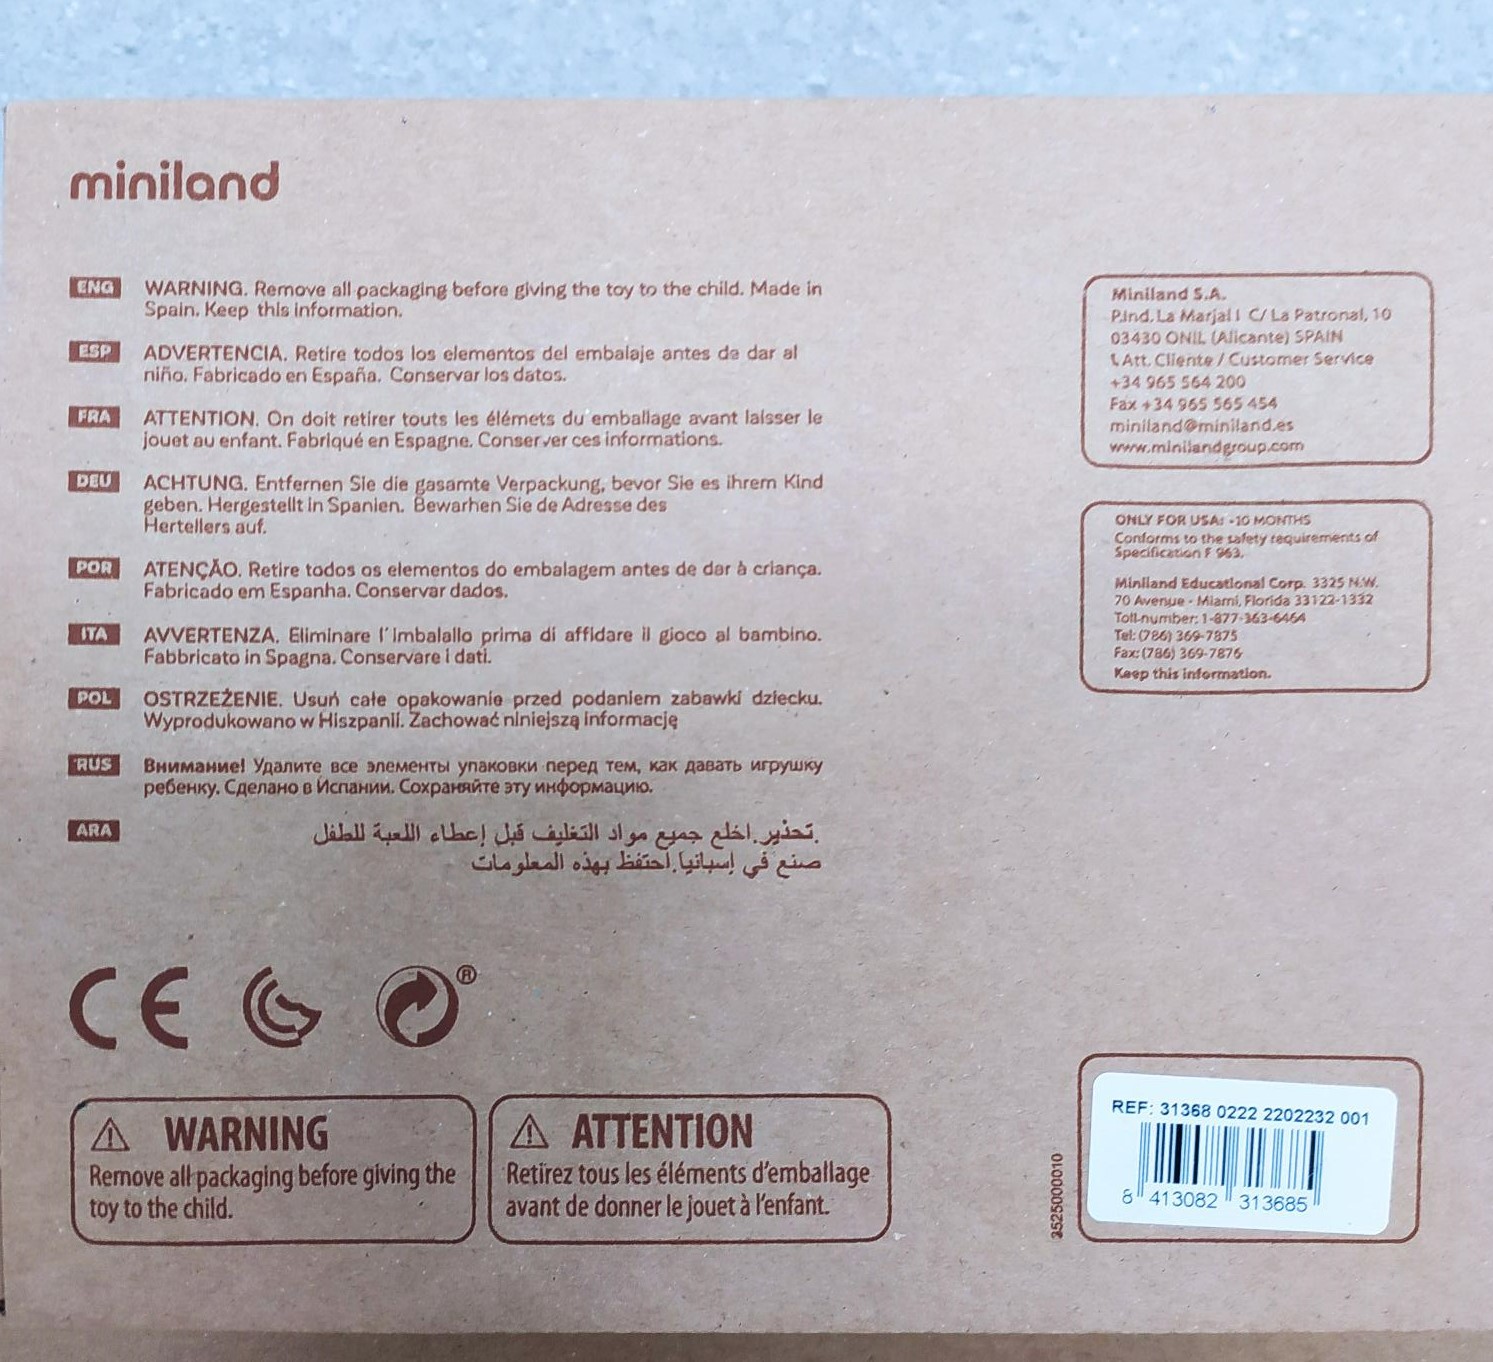 miniland
ENG WARNING. Remove all packaging before giving the toy to the child. Made in
Spain. Keep this information.
ESP ADVERTENCIA. Retire todos los elementos del embalaje antes de dar al
niño. Fabricado en España. Conservar los datos.
FRA ATTENTION. On doit retirer touts les élémets du emballage avant laisser le
jouet au enfant. Fabriqué en Espagne. Conserver ces informations.
DEU ACHTUNG. Entfernen Sie die gasamte Verpackung, bevor Sie es ihrem Kind
geben. Hergestellt in Spanien. Bewarhen Sie de Adresse des
Hertellers auf.
POR ATENÇÃO. Retire todos os elementos do embalagem antes de dar à criança.
Fabricado em Espanha. Conservar dados.
ITA AVVERTENZA. Eliminare l'imbalallo prima di affidare il gioco al bambino.
Fabbricato in Spagna. Conservare i dati.
POL OSTRZEŻENIE. Usuń całe opakowanie przed podaniem zabawki dziecku.
Wyprodukowano w Hiszpanii. Zachować niniejszą informację
RUS Внимание! Удалите все элементы упаковки перед тем, как давать игрушку
ребенку. Сделано в Испании. Сохраняйте эту информацию.
ARA تحذير. اخلع جميع مواد التغليف قبل إعطاء اللعبة للطفل.
صنع في إسبانيا. احتفظ بهذه المعلومات
Miniland S.A.
P.Ind. La Marjal I C/ La Patronal, 10
03430 ONIL (Alicante) SPAIN
Att. Cliente / Customer Service
+34 965 564 200
Fax +34 965 565 454
miniland@miniland.es
www.minilandgroup.com
ONLY FOR USA: -10 MONTHS
Conforms to the safety requirements of
Specification F 963.
Miniland Educational Corp. 3325 N.W.
70 Avenue - Miami, Florida 33122-1332
Toll-number: 1-877-363-6464
Tel: (786) 369-7875
Fax: (786) 369-7876
Keep this information.
CE ®
WARNING
Remove all packaging before giving the
toy to the child.
ATTENTION
Retirez tous les éléments d'emballage
avant de donner le jouet à l'enfant.
3525000010
REF: 31368 0222 2202232 001
8 413082 313685